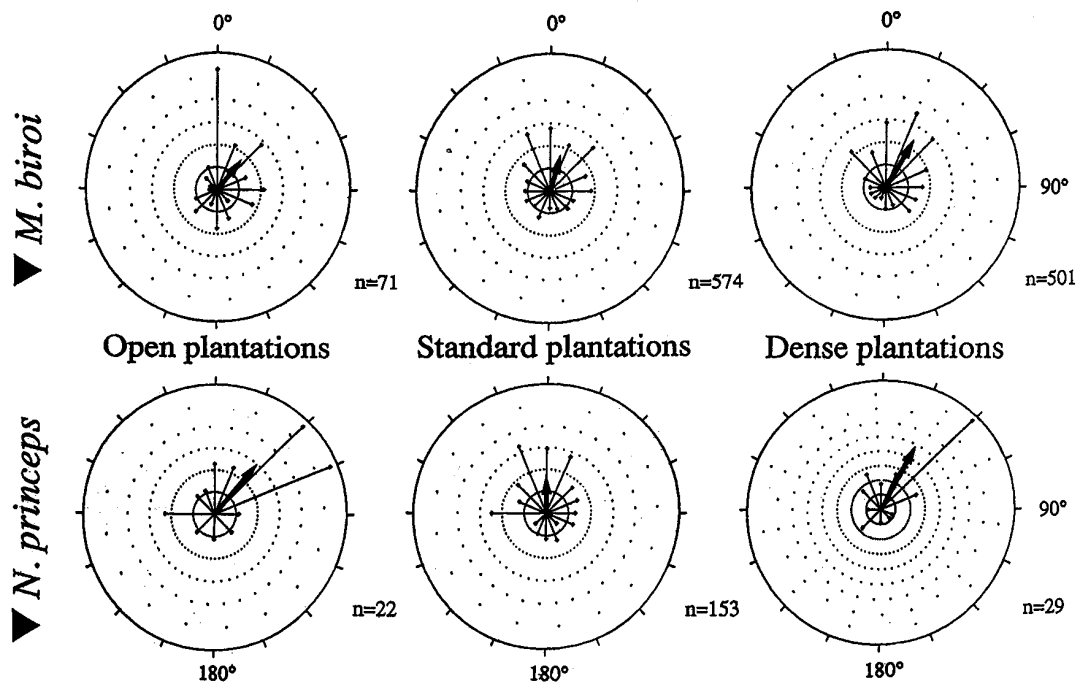 0°
0°
0°
▼ M. biroi
90°
n=71
n=574
n=501
Open plantations
Standard plantations
Dense plantations
▼ N. princeps
90°
n=22
n=153
n=29
180°
180°
180°